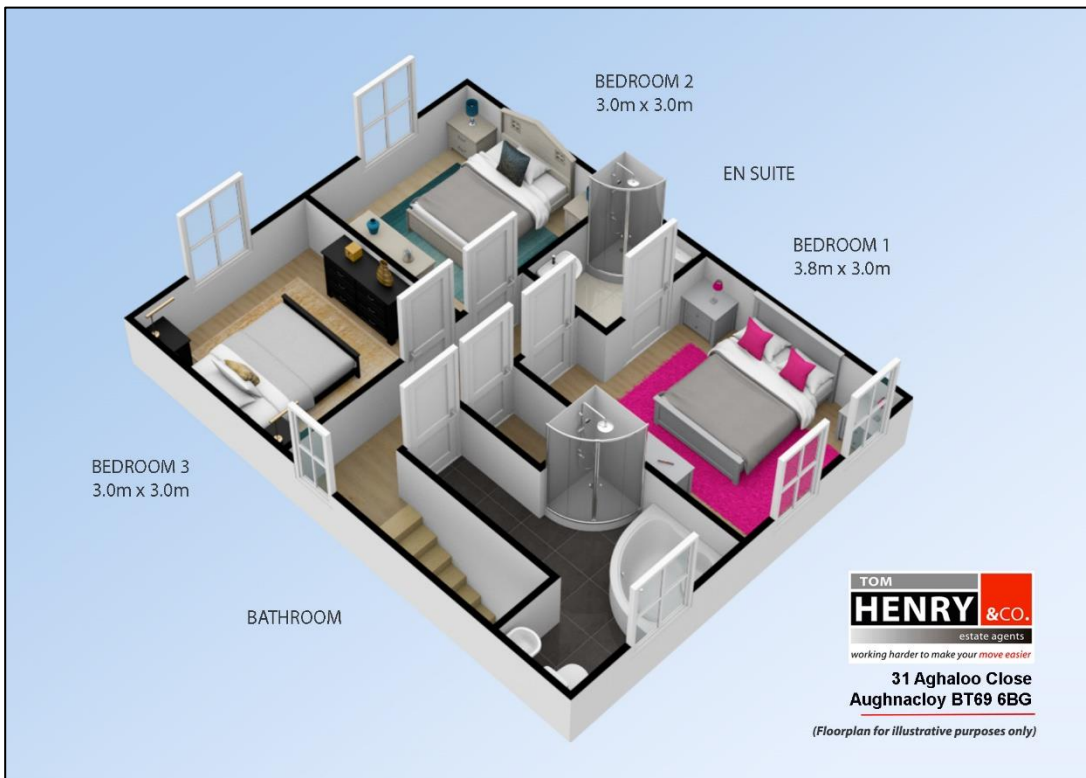 BEDROOM 2
3.0m x 3.0m
EN SUITE
BEDROOM 1
3.8m x 3.0m
BEDROOM 3
3.0m x 3.0m
BATHROOM
TOM
HENRY &CO.
estate agents
working harder to make your move easier
31 Aghaloo Close
Aughnacloy BT69 6BG
(Floorplan for illustrative purposes only)